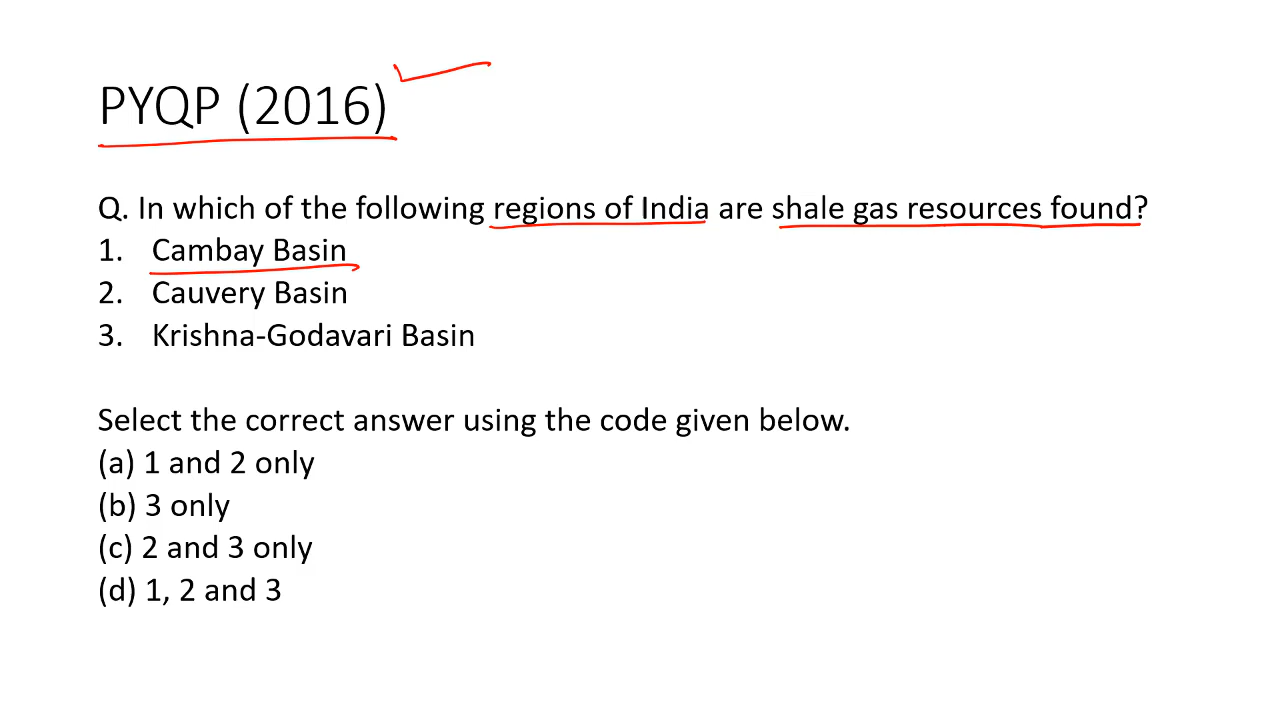 PYQP (2016)
Q. In which of the following regions of India are shale gas resources found?
1. Cambay Basin
2. Cauvery Basin
3. Krishna-Godavari Basin
Select the correct answer using the code given below.
(a) 1 and 2 only
(b) 3 only
(c) 2 and 3 only
(d) 1, 2 and 3